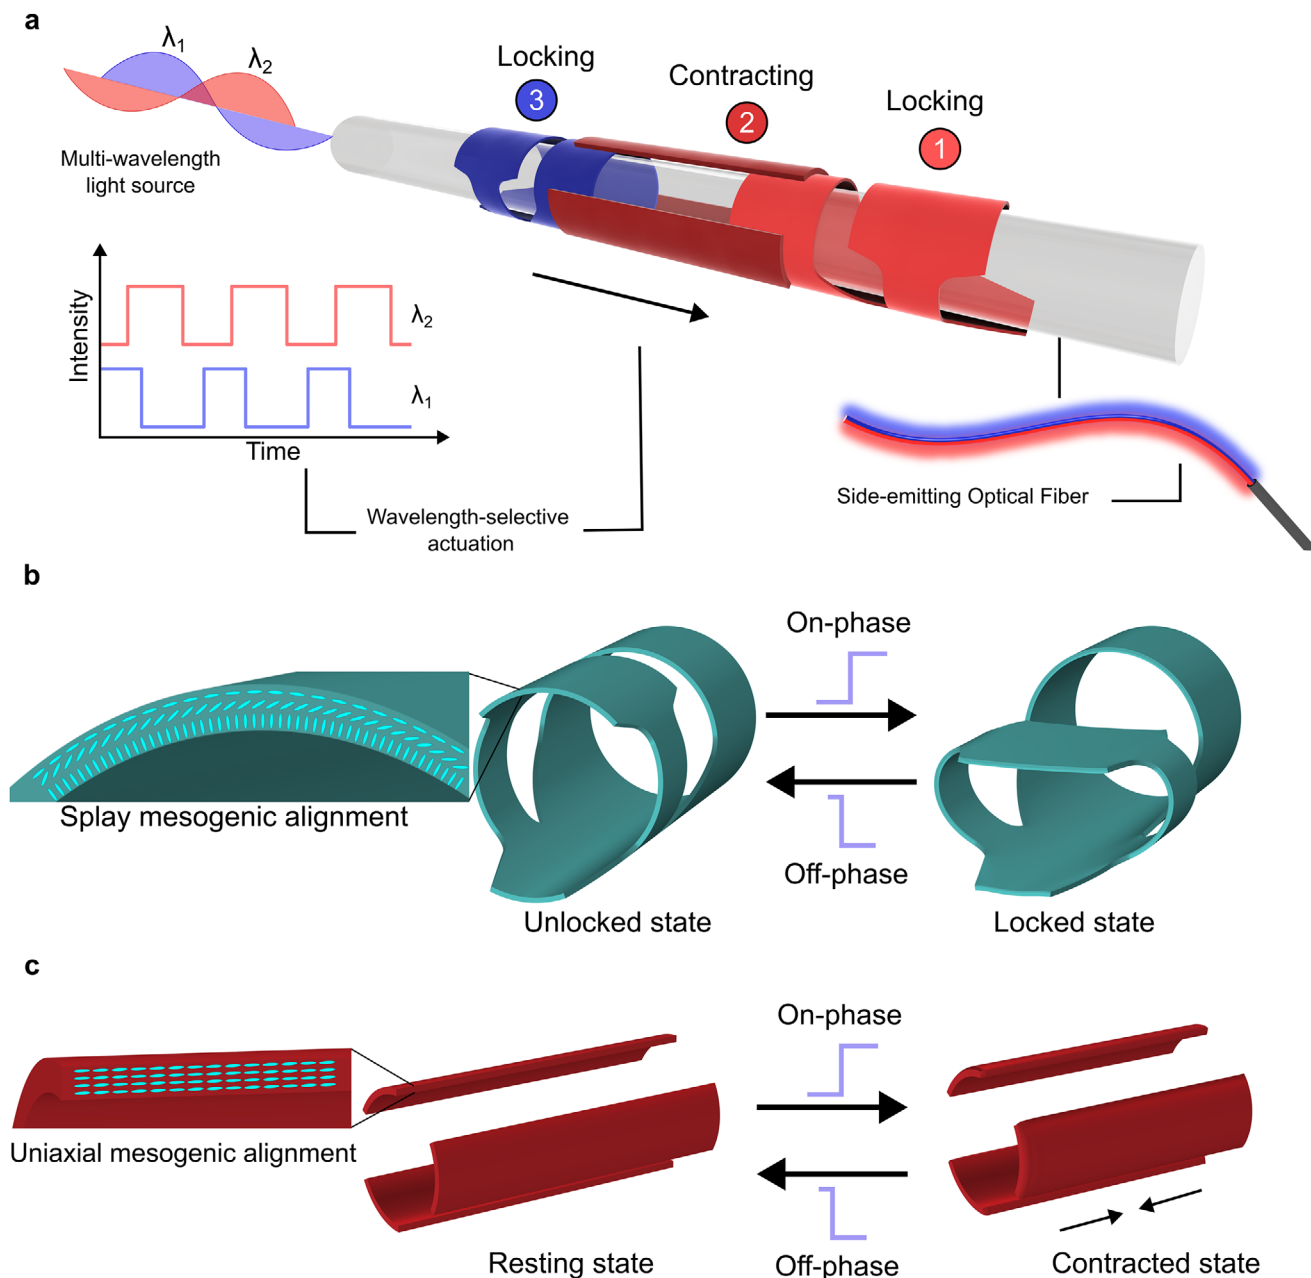 a
λ1
λ2
Multi-wavelength
light source
Locking
3
Contracting
2
Locking
1
Intensity
λ2
λ1
Time
Wavelength-selective
actuation
Side-emitting Optical Fiber
b
Splay mesogenic alignment
On-phase
Off-phase
Unlocked state
Locked state
c
Uniaxial mesogenic alignment
On-phase
Off-phase
Resting state
Contracted state